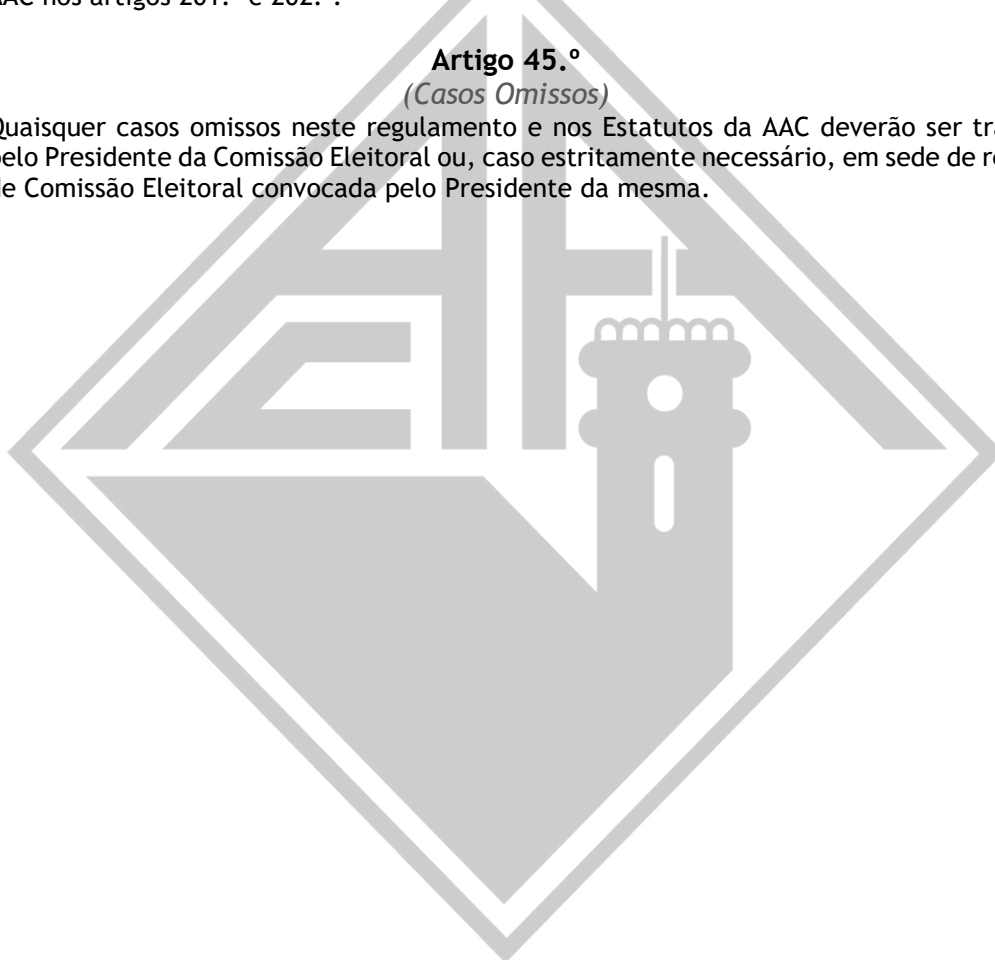 AAC nos artigos 201.º e 202.º.
Artigo 45.º
(Casos Omissos)
Quaisquer casos omissos neste regulamento e nos Estatutos da AAC deverão ser
pelo Presidente da Comissão Eleitoral ou, caso estritamente necessário, em sede de
de Comissão Eleitoral convocada pelo Presidente da mesma.